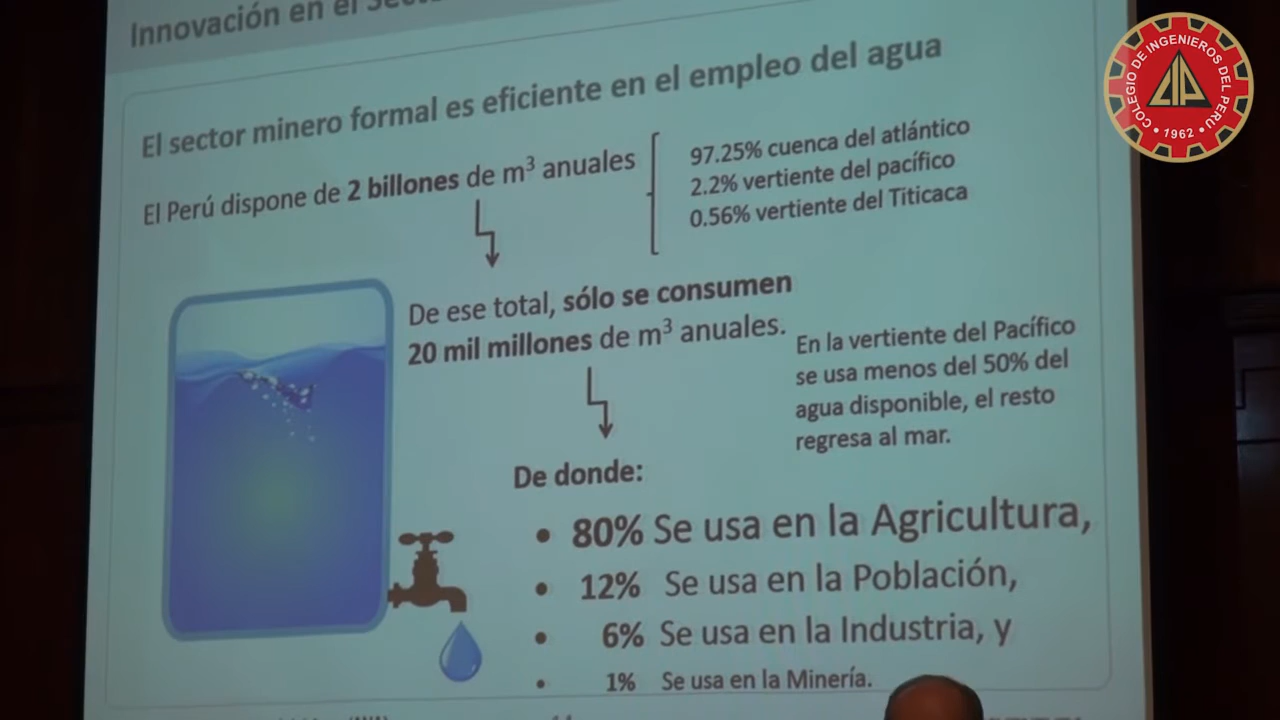 Innovación en el Sect
El sector minero formal es eficiente en el empleo del agua
El Perú dispone de 2 billones de m³ anuales
97.25% cuenca del atlántico
2.2% vertiente del pacífico
0.56% vertiente del Titicaca
De ese total, sólo se consumen
20 mil millones de m³ anuales.
En la vertiente del Pacífico
se usa menos del 50% del
agua disponible, el resto
regresa al mar.
De donde:
• 80% Se usa en la Agricultura,
• 12% Se usa en la Población,
• 6% Se usa en la Industria, y
• 1% Se usa en la Minería.
COLEGIO DE INGENIEROS DEL PERU
• 1962 •
CIP